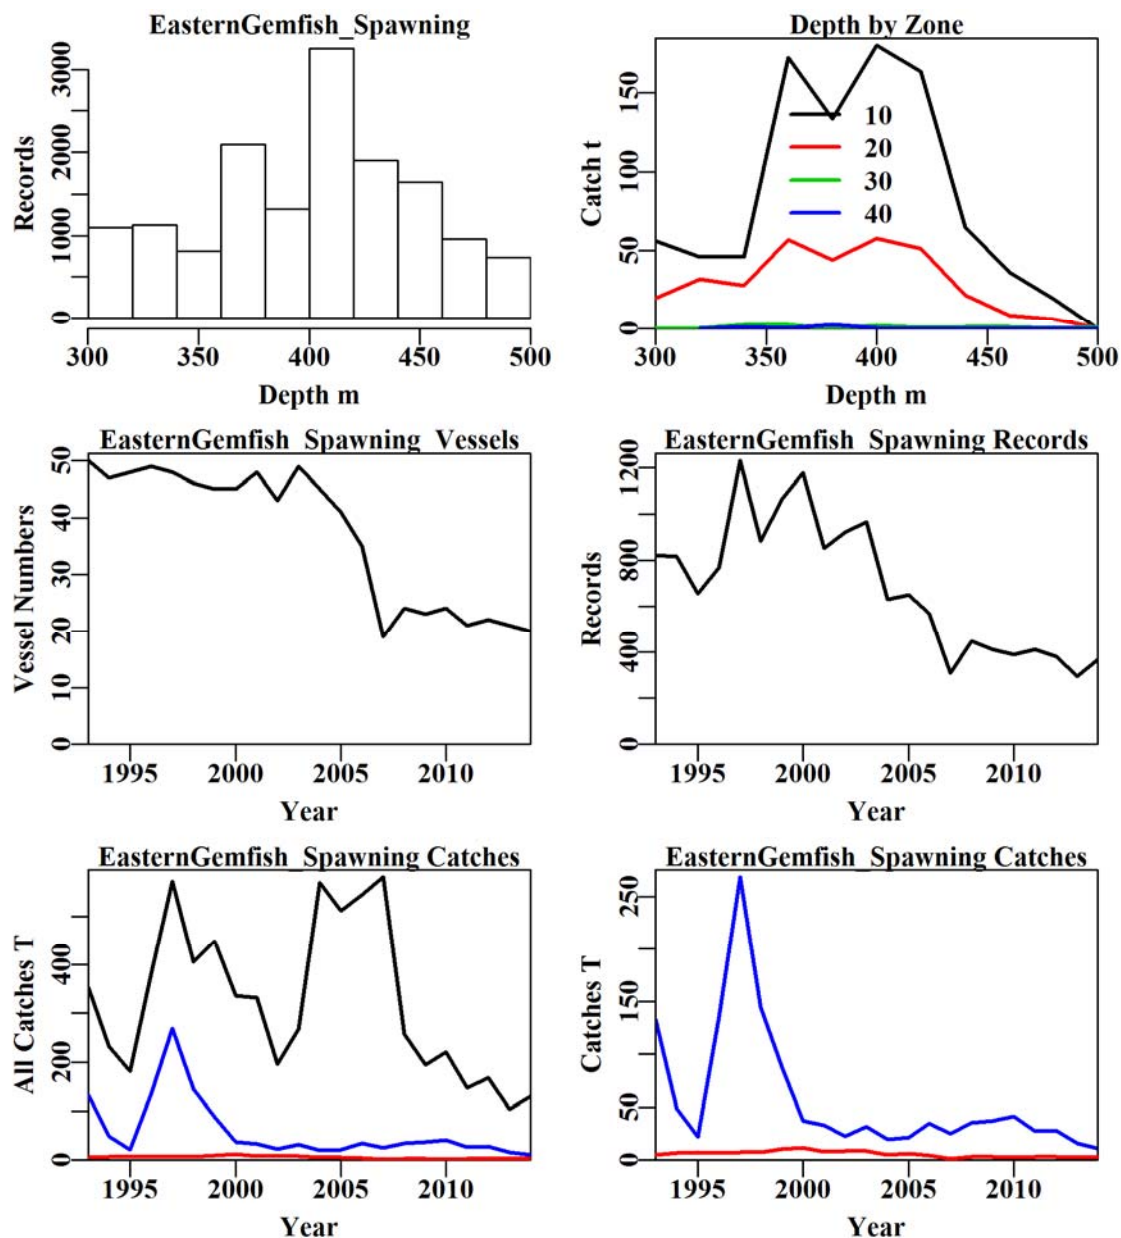 EasternGemfish_Spawning
Records
0 1000 2000 3000
300 350 400 450 500
Depth m
Depth by Zone
Catch t
0 50 100 150
10
20
30
40
300 350 400 450 500
Depth m
EasternGemfish_Spawning_Vessels
Vessel Numbers
0 10 20 30 40 50
1995 2000 2005 2010
Year
EasternGemfish_Spawning Records
Records
0 400 800 1200
1995 2000 2005 2010
Year
EasternGemfish_Spawning Catches
All Catches T
0 200 400
1995 2000 2005 2010
Year
EasternGemfish_Spawning Catches
Catches T
0 50 150 250
1995 2000 2005 2010
Year